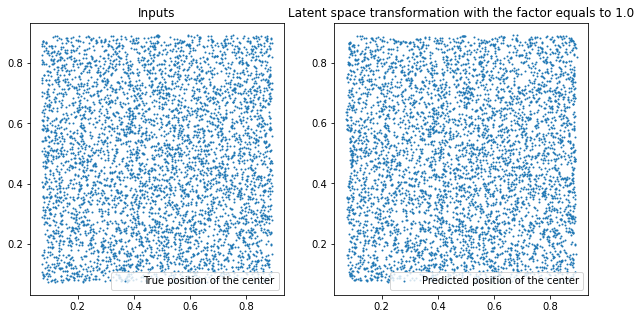 Inputs
0.8
0.6
0.4
0.2
True position of the center
0.2 0.4 0.6 0.8
Latent space transformation with the factor equals to 1.0
0.8
0.6
0.4
0.2
Predicted position of the center
0.2 0.4 0.6 0.8